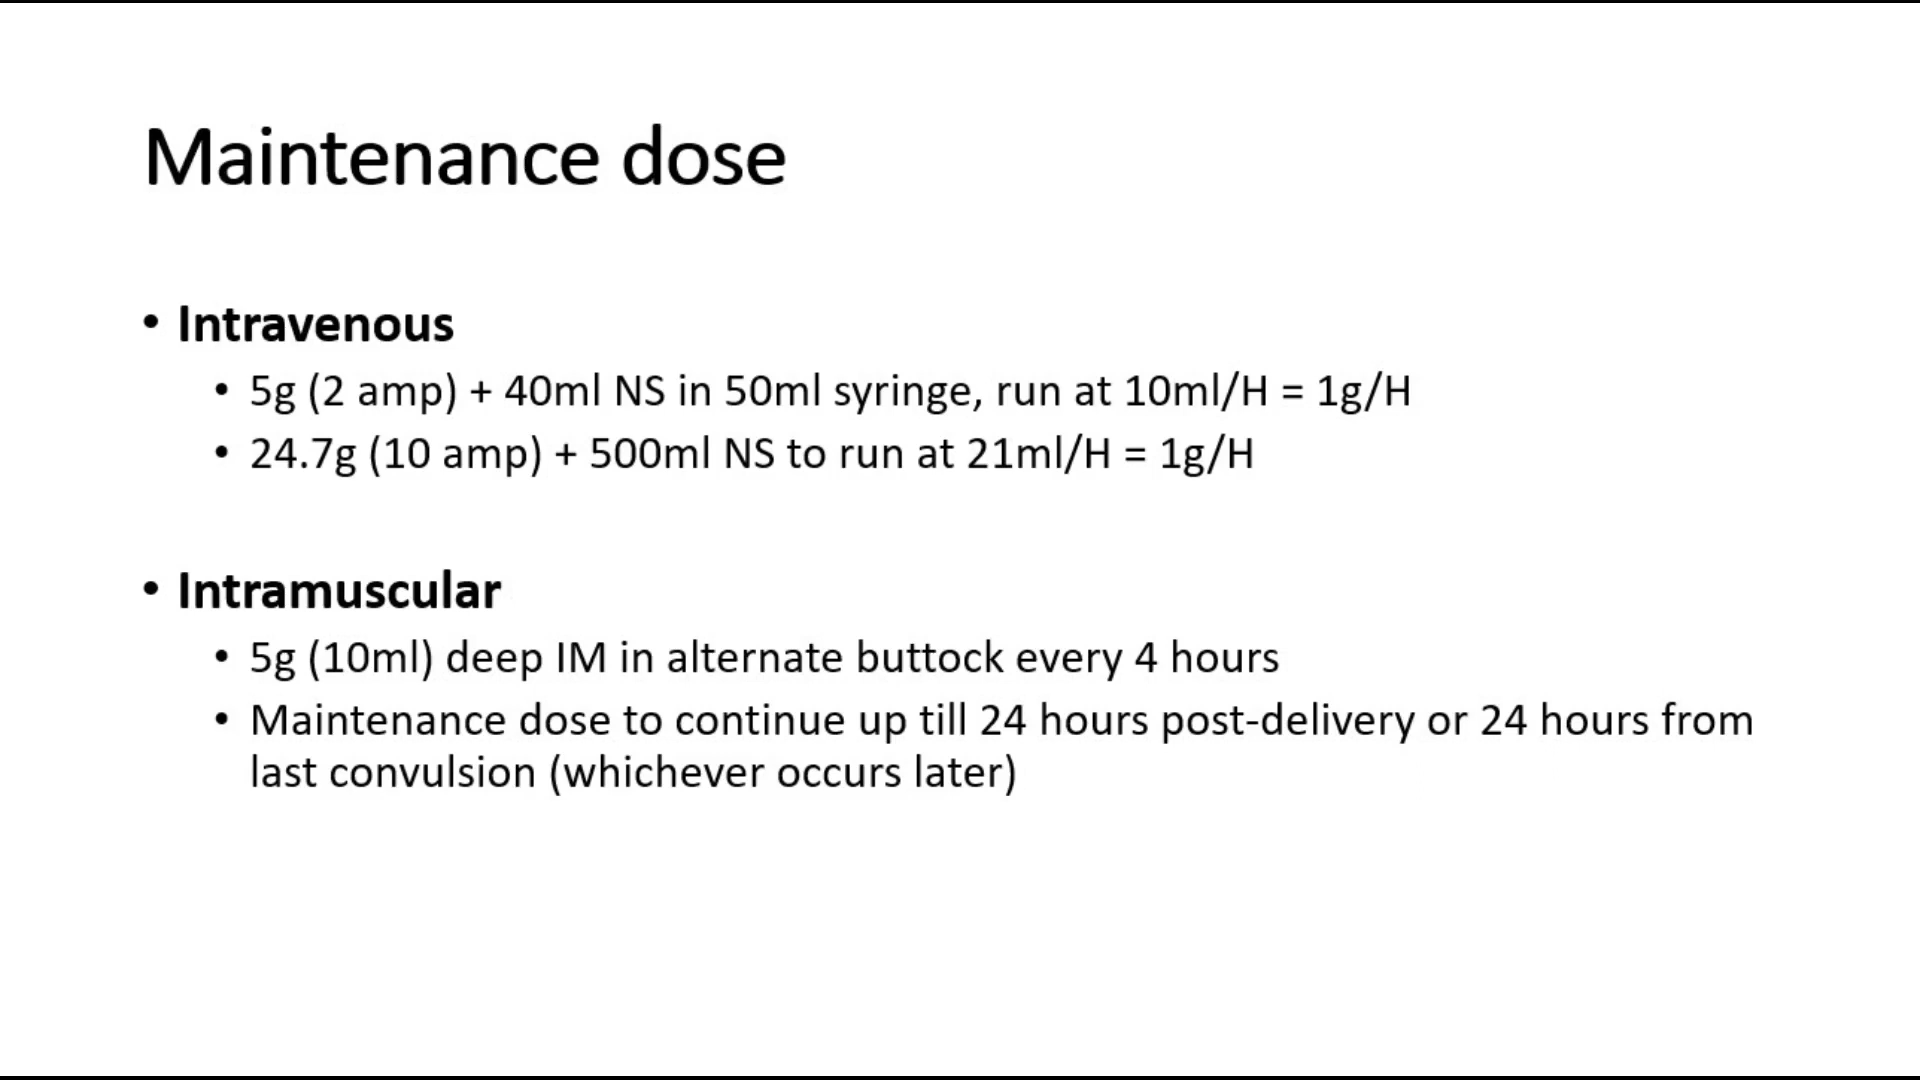 Maintenance dose
• Intravenous
• 5g (2 amp) + 40ml NS in 50ml syringe, run at 10ml/H = 1g/H
• 24.7g (10 amp) + 500ml NS to run at 21ml/H = 1g/H
• Intramuscular
• 5g (10ml) deep IM in alternate buttock every 4 hours
• Maintenance dose to continue up till 24 hours post-delivery or 24 hours from
last convulsion (whichever occurs later)